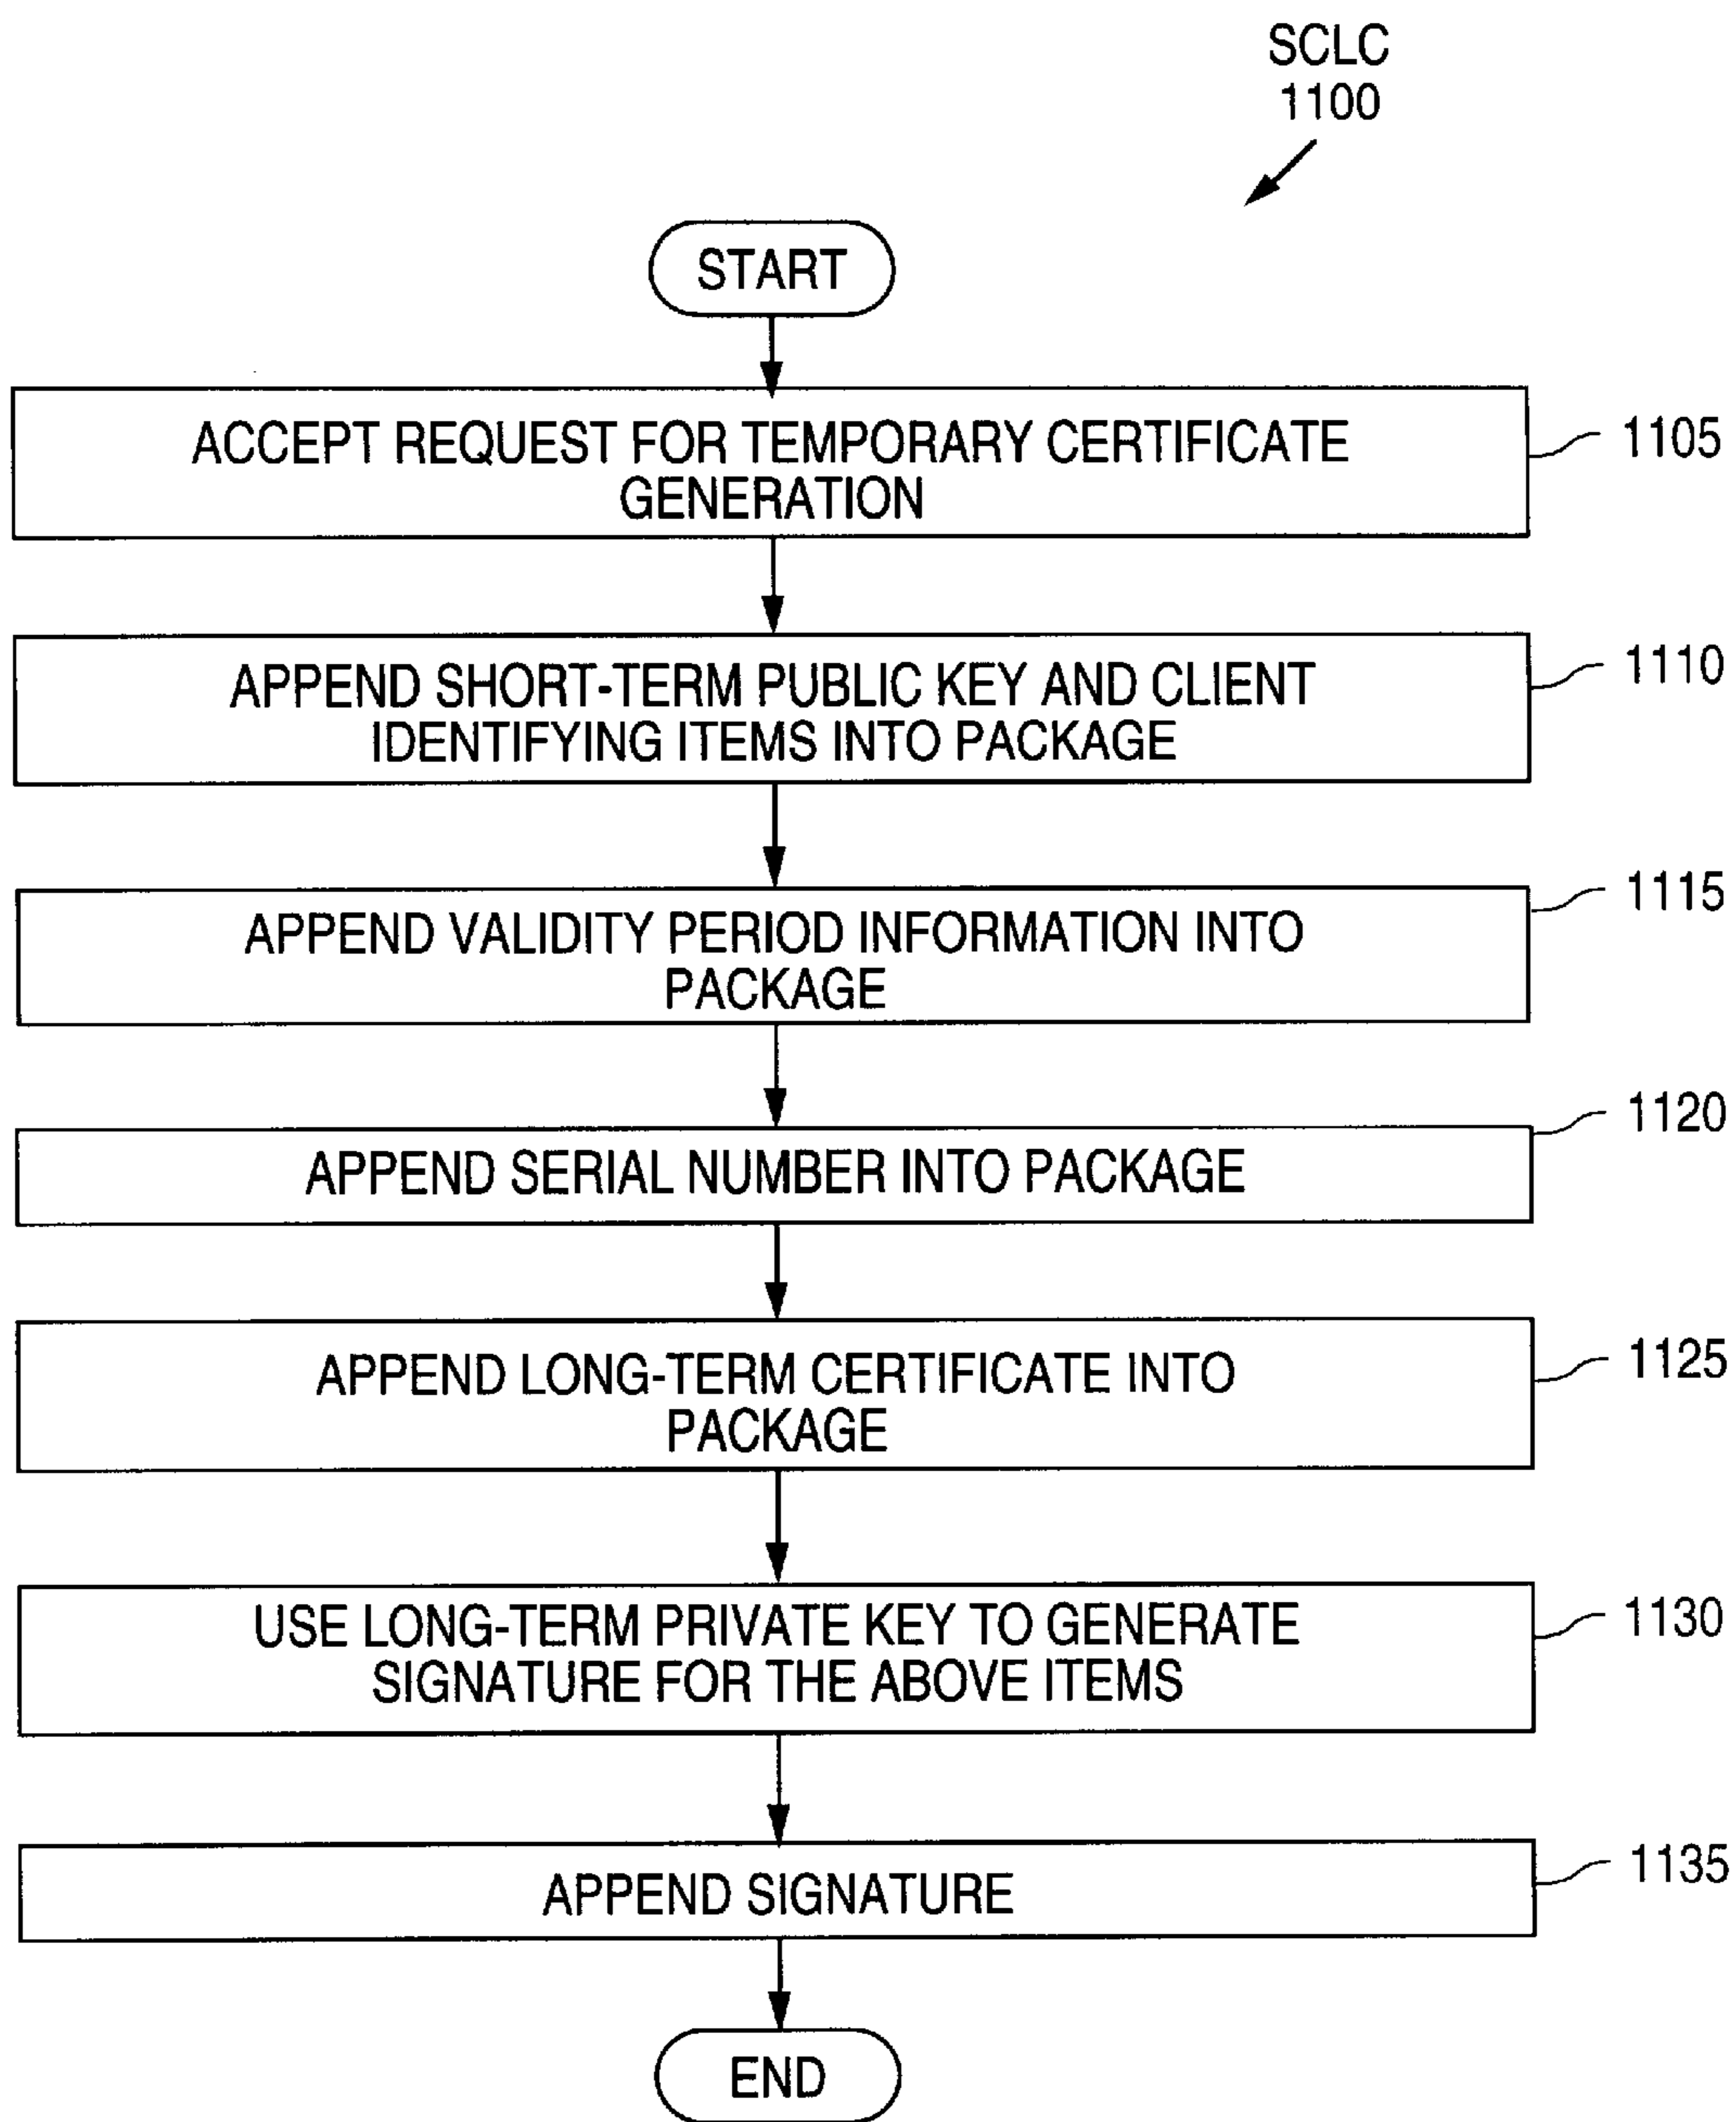 SCLC
1100
START
ACCEPT REQUEST FOR TEMPORARY CERTIFICATE
GENERATION
1105
APPEND SHORT-TERM PUBLIC KEY AND CLIENT
IDENTIFYING ITEMS INTO PACKAGE
1110
APPEND VALIDITY PERIOD INFORMATION INTO
PACKAGE
1115
APPEND SERIAL NUMBER INTO PACKAGE
1120
APPEND LONG-TERM CERTIFICATE INTO
PACKAGE
1125
USE LONG-TERM PRIVATE KEY TO GENERATE
SIGNATURE FOR THE ABOVE ITEMS
1130
APPEND SIGNATURE
1135
END